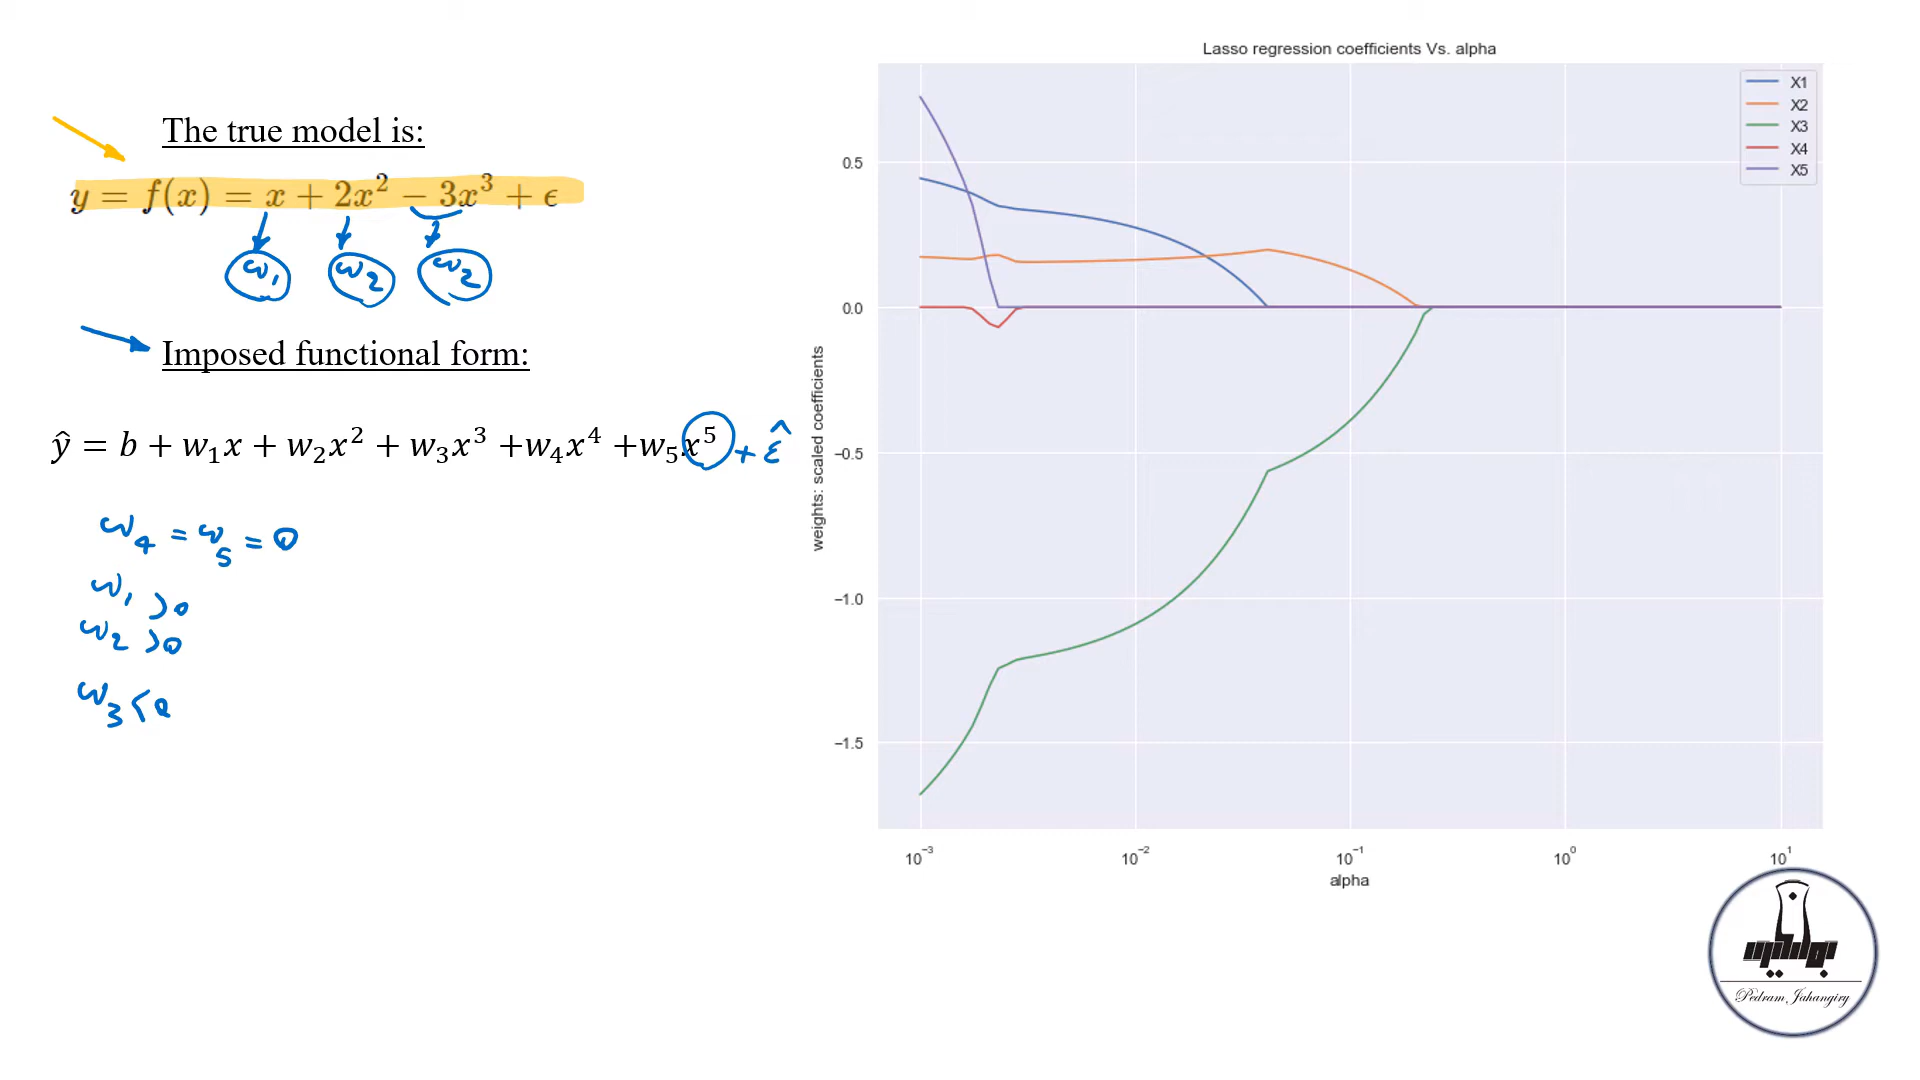 The true model is:
y = f(x) = x + 2x² − 3x³ + ϵ
w₁ w₂ w₂
Imposed functional form:
ŷ = b + w₁x + w₂x² + w₃x³ +w₄x⁴ +w₅x⁵ + ε̂
w₄ = w₅ = 0
w₁ >0
w₂ >0
w₃ <0
Lasso regression coefficients Vs. alpha
X1
X2
X3
X4
X5
0.5
0.0
−0.5
−1.0
−1.5
weights: scaled coefficients
10⁻³ 10⁻² 10⁻¹ 10⁰ 10¹
alpha
Pedram Jahangiry